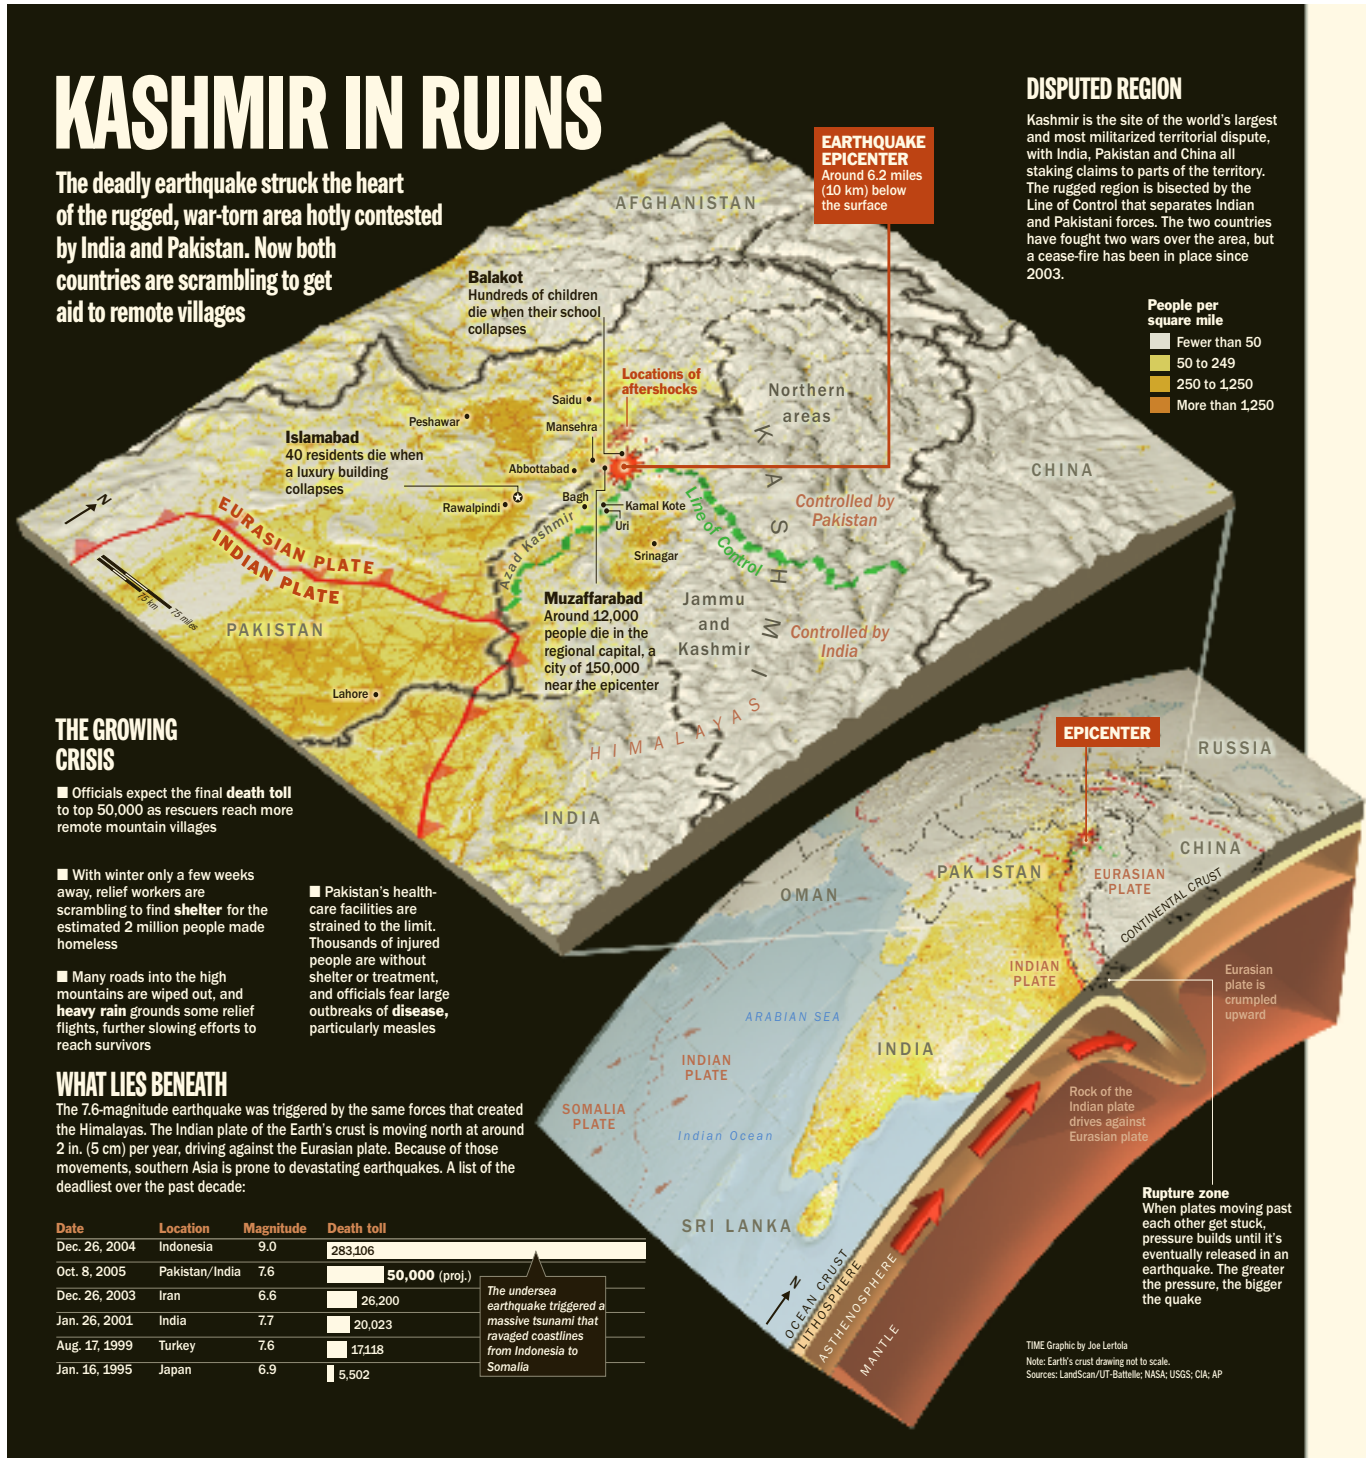 KASHMIR IN RUINS
The deadly earthquake struck the heart
of the rugged, war-torn area hotly contested
by India and Pakistan. Now both
countries are scrambling to get
aid to remote villages
DISPUTED REGION
Kashmir is the site of the world's largest
and most militarized territorial dispute,
with India, Pakistan and China all
staking claims to parts of the territory.
The rugged region is bisected by the
Line of Control that separates Indian
and Pakistani forces. The two countries
have fought two wars over the area, but
a cease-fire has been in place since
2003.
People per
square mile
Fewer than 50
50 to 249
250 to 1,250
More than 1,250
EARTHQUAKE
EPICENTER
Around 6.2 miles
(10 km) below
the surface
AFGHANISTAN
Balakot
Hundreds of children
die when their school
collapses
Locations of
aftershocks
Northern
areas
Saidu
Peshawar
Mansehra
Islamabad
40 residents die when
a luxury building
collapses
Abbottabad
Rawalpindi
Bagh
Kamal Kote
Uri
Srinagar
Azad Kashmir
Line of Control
KASHMIR
Controlled by
Pakistan
CHINA
N
EURASIAN PLATE
INDIAN PLATE
75 km
75 miles
PAKISTAN
Lahore
Muzaffarabad
Around 12,000
people die in the
regional capital, a
city of 150,000
near the epicenter
Jammu
and
Kashmir
Controlled by
India
HIMALAYAS
INDIA
THE GROWING
CRISIS
■ Officials expect the final death toll
to top 50,000 as rescuers reach more
remote mountain villages
■ With winter only a few weeks
away, relief workers are
scrambling to find shelter for the
estimated 2 million people made
homeless
■ Many roads into the high
mountains are wiped out, and
heavy rain grounds some relief
flights, further slowing efforts to
reach survivors
■ Pakistan's health-
care facilities are
strained to the limit.
Thousands of injured
people are without
shelter or treatment,
and officials fear large
outbreaks of disease,
particularly measles
WHAT LIES BENEATH
The 7.6-magnitude earthquake was triggered by the same forces that created
the Himalayas. The Indian plate of the Earth's crust is moving north at around
2 in. (5 cm) per year, driving against the Eurasian plate. Because of those
movements, southern Asia is prone to devastating earthquakes. A list of the
deadliest over the past decade:
Date Location Magnitude Death toll
Dec. 26, 2004 Indonesia 9.0 283,106
Oct. 8, 2005 Pakistan/India 7.6 50,000 (proj.)
Dec. 26, 2003 Iran 6.6 26,200
Jan. 26, 2001 India 7.7 20,023
Aug. 17, 1999 Turkey 7.6 17,118
Jan. 16, 1995 Japan 6.9 5,502
The undersea
earthquake triggered a
massive tsunami that
ravaged coastlines
from Indonesia to
Somalia
EPICENTER
RUSSIA
CHINA
PAK ISTAN
EURASIAN
PLATE
OMAN
CONTINENTAL CRUST
INDIAN
PLATE
Eurasian
plate is
crumpled
upward
ARABIAN SEA
INDIA
INDIAN
PLATE
SOMALIA
PLATE
Indian Ocean
Rock of the
Indian plate
drives against
Eurasian plate
SRI LANKA
N
OCEAN CRUST
LITHOSPHERE
ASTHENOSPHERE
MANTLE
Rupture zone
When plates moving past
each other get stuck,
pressure builds until it's
eventually released in an
earthquake. The greater
the pressure, the bigger
the quake
TIME Graphic by Joe Lertola
Note: Earth's crust drawing not to scale.
Sources: LandScan/UT-Battelle; NASA; USGS; CIA; AP